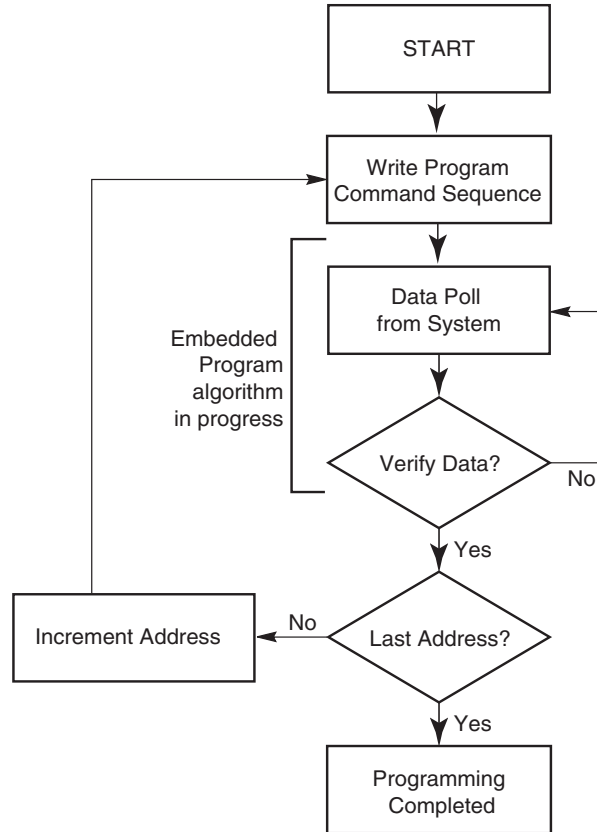 START
Write Program
Command Sequence
Data Poll
from System
Embedded
Program
algorithm
in progress
Verify Data?
No
Yes
Last Address?
No
Increment Address
Yes
Programming
Completed